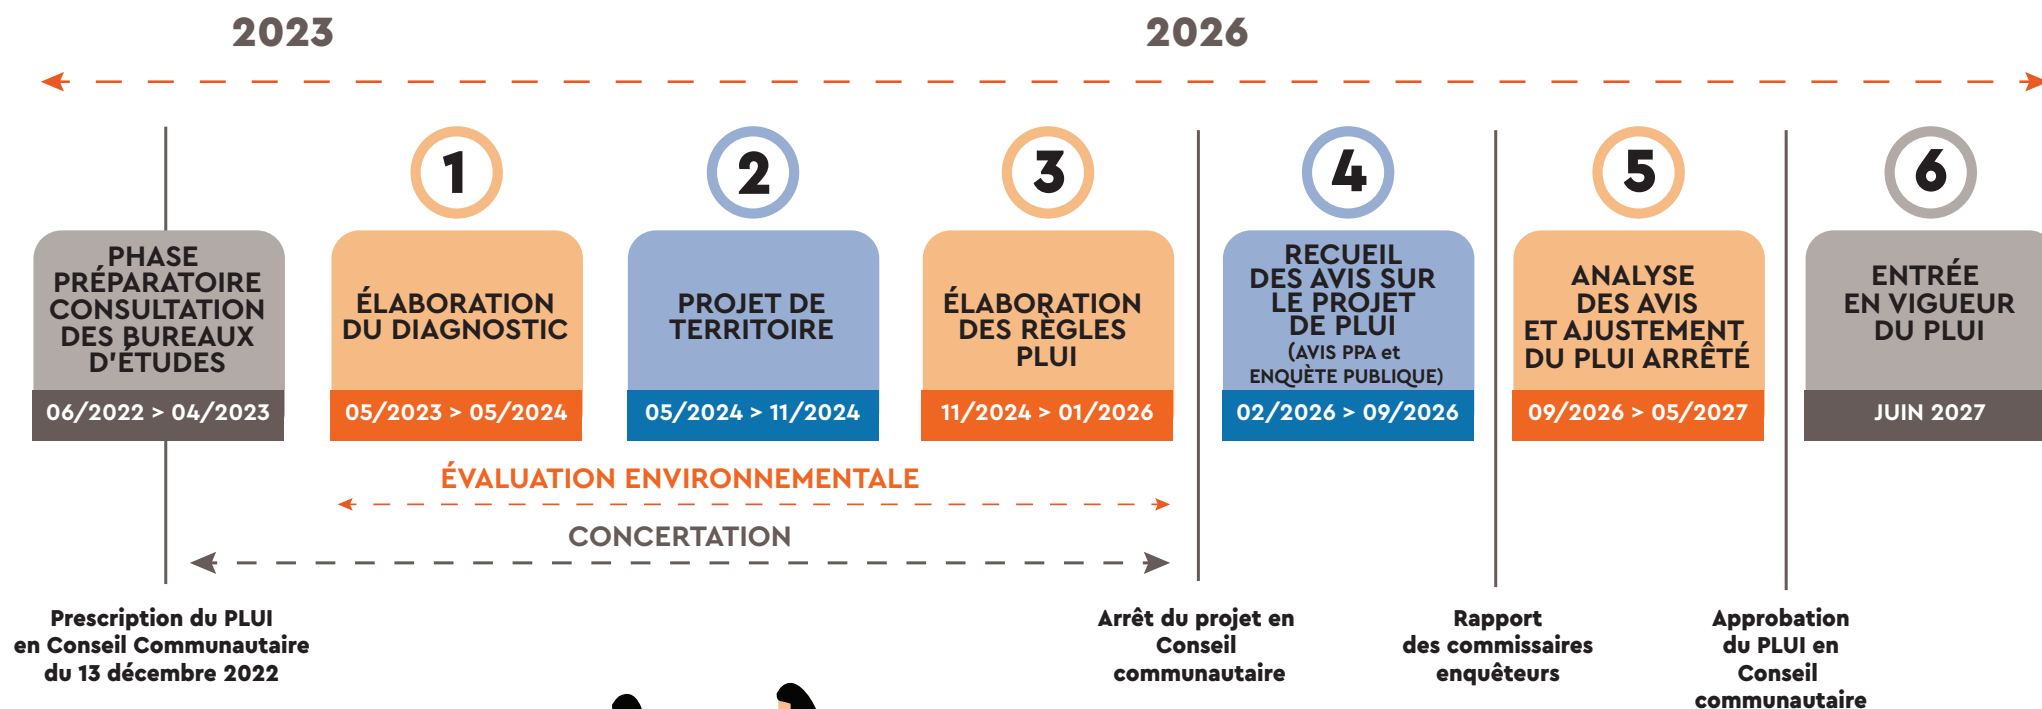 2023
2026
1
2
3
4
5
6
PHASE
PRÉPARATOIRE
CONSULTATION
DES BUREAUX
D'ÉTUDES
06/2022 > 04/2023
ÉLABORATION
DU DIAGNOSTIC
05/2023 > 05/2024
PROJET DE
TERRITOIRE
05/2024 > 11/2024
ÉLABORATION
DES RÈGLES
PLUI
11/2024 > 01/2026
RECUEIL
DES AVIS SUR
LE PROJET
DE PLUI
(AVIS PPA et
ENQUÈTE PUBLIQUE)
02/2026 > 09/2026
ANALYSE
DES AVIS
ET AJUSTEMENT
DU PLUI ARRÊTÉ
09/2026 > 05/2027
ENTRÉE
EN VIGUEUR
DU PLUI
JUIN 2027
ÉVALUATION ENVIRONNEMENTALE
CONCERTATION
Prescription du PLUI
en Conseil Communautaire
du 13 décembre 2022
Arrêt du projet en
Conseil
communautaire
Rapport
des commissaires
enquêteurs
Approbation
du PLUI en
Conseil
communautaire